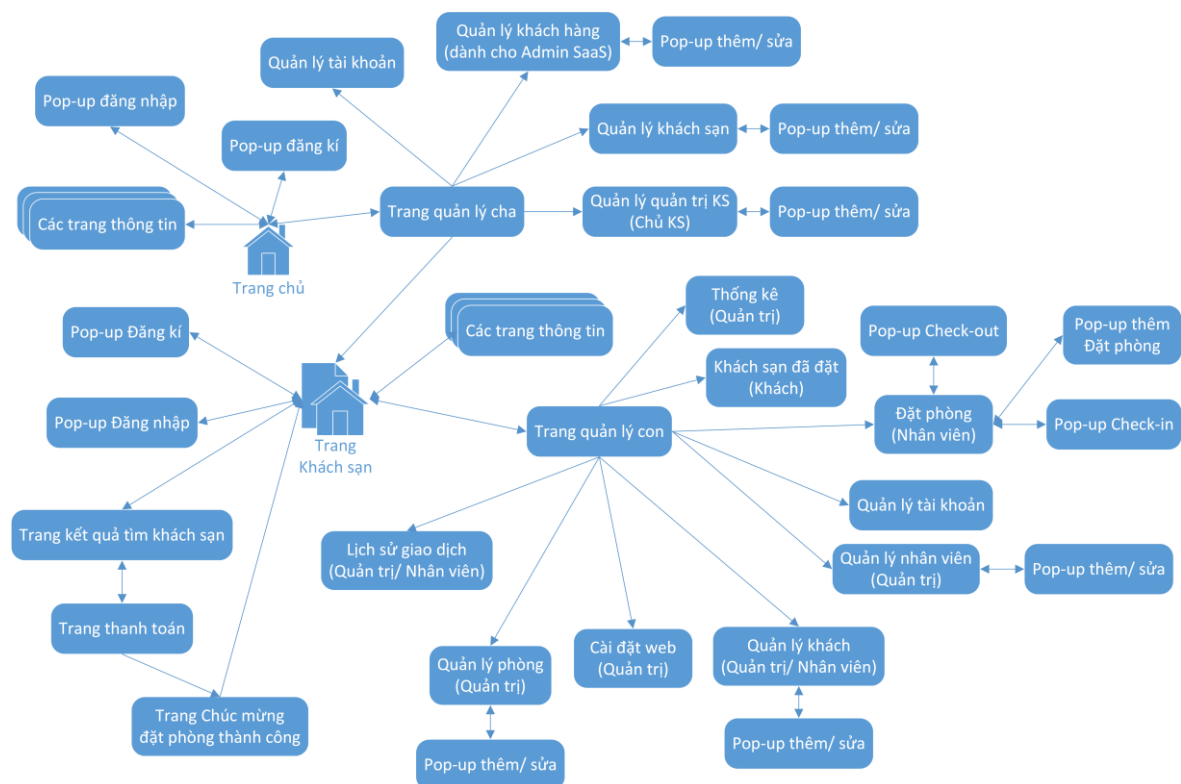 Quản lý khách hàng
(dành cho Admin SaaS)
Pop-up thêm/ sửa
Quản lý tài khoản
Pop-up đăng nhập
Pop-up đăng kí
Quản lý khách sạn
Pop-up thêm/ sửa
Các trang thông tin
Trang quản lý cha
Quản lý quản trị KS
(Chủ KS)
Pop-up thêm/ sửa
Trang chủ
Thống kê
(Quản trị)
Pop-up Đăng kí
Các trang thông tin
Pop-up Check-out
Pop-up thêm
Đặt phòng
Khách sạn đã đặt
(Khách)
Pop-up Đăng nhập
Trang quản lý con
Đặt phòng
(Nhân viên)
Pop-up Check-in
Trang
Khách sạn
Quản lý tài khoản
Trang kết quả tìm khách sạn
Lịch sử giao dịch
(Quản trị/ Nhân viên)
Quản lý nhân viên
(Quản trị)
Pop-up thêm/ sửa
Trang thanh toán
Quản lý phòng
(Quản trị)
Cài đặt web
(Quản trị)
Quản lý khách
(Quản trị/ Nhân viên)
Trang Chúc mừng
đặt phòng thành công
Pop-up thêm/ sửa
Pop-up thêm/ sửa